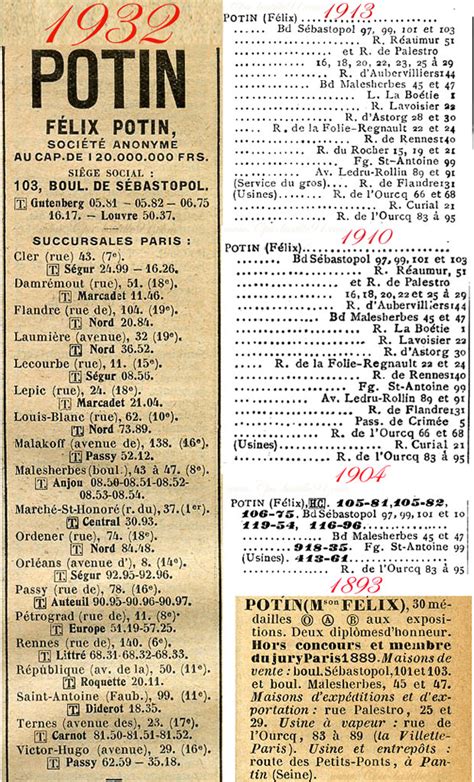 1932
POTIN
FÉLIX POTIN,
SOCIÉTÉ ANONYME
AU CAP. DE 120.000.000 FRS.
SIÈGE SOCIAL :
103, BOUL. DE SÉBASTOPOL.
T Gutenberg 05.81 - 05.82 - 06.75
16.17. - Louvre 50.37.
SUCCURSALES PARIS :
Cler (rue) 43. (7e).
T Ségur 24.99 - 16.26.
Damrémout (rue), 51. (18e).
T Marcadet 11.46.
Flandre (rue de), 104. (19e).
T Nord 20.84.
Laumière (avenue), 32 (19e).
T Nord 36.52.
Lecourbe (rue), 11. (15e).
T Ségur 08.56.
Lepic (rue), 24. (18e).
T Marcadet 21.04.
Louis-Blanc (rue), 62. (10e).
T Nord 73.89.
Malakoff (avenue de), 138. (16e).
T Passy 52.12.
Malesherbes (boul.), 43 à 47. (8e).
T Anjou 08.50-08.51-08.52-
08.53-08.54.
Marché-St-Honoré (r. du), 37. (1er).
T Central 30.93.
Ordener (rue), 74. (18e).
T Nord 84.48.
Orléans (avenue d'), 8. (14e).
T Ségur 92.95-92.96.
Passy (rue de), 78. (16e).
T Auteuil 90.95-90.96-90.97.
Pétrograd (rue de), 11. (8e).
T Europe 51.19-57.25.
Rennes (rue de), 140. (6e).
T Littré 68.31-68.32-68.33.
République (av. de la), 50. (11e).
T Roquette 20.11.
Saint-Antoine (Faub.), 99. (11e).
T Diderot 18.35.
Ternes (avenue des), 23. (17e).
T Carnot 81.50-81.51-81.52.
Victor-Hugo (avenue), 29. (16e)
T Passy 62.59 - 35.18.
1913
POTIN (Félix)
Bd Sébastopol 97, 99, 101 et 103
R. Réaumur 51
et R. de Palestro
16, 18, 20, 22, 23, 25 à 29
R. d'Aubervilliers 144
Bd Malesherbes 45 et 47
L. La Boétie 1
R. Lavoisier 22
R. d'Astorg 28 et 30
R. de la Folie-Regnault 22 et 24
R. de Rennes 140
R. du Rocher 15, 19 et 21
Fg. St-Antoine 99
Av. Ledru-Rollin 89 et 91
(Service du gros) R. de Flandre 131
(Usines) R. de l'Ourcq 66 et 68
R. Curial 21
R. de l'Ourcq 83 à 95
1910
POTIN (Félix)
Bd Sébastopol 97, 99, 101 et 103
R. Réaumur, 51
et R. de Palestro
16, 18, 20, 22 et 25 à 29
R. d'Aubervilliers 144
Bd Malesherbes 45 et 47
R. La Boétie 1
R. Lavoisier 22
R. d'Astorg 30
R. de la Folie-Regnault 22 et 24
R. de Rennes 140
Fg. St-Antoine 99
Av. Ledru-Rollin 89 et 91
R. de Flandre 131
Pass. de Crimée 5
R. de l'Ourcq 66 et 68
(Usines) R. Curial 21
R. de l'Ourcq 83 à 95
1904
POTIN (Félix), HC. 105-81, 105-82,
106-75. Bd Sébastopol 97, 99, 101 et 10
119-54, 116-96
Bd Malesherbes 45 et 47
918-35. Fg. St-Antoine 99
(Usines). 413-61
R. de l'Ourcq 83 à 95
1893
POTIN (Mson FELIX), 30 mé-
dailles O A B aux exposi-
tions. Deux diplômes d'honneur.
Hors concours et membre
du jury Paris 1889. Maisons de
vente : boul. Sébastopol, 101 et 103.
et boul. Malesherbes, 45 et 47.
Maisons d'expéditions et d'ex-
portation : rue Palestro, 25 et
29. Usine à vapeur : rue de
l'Ourcq, 83 à 89 (la Villette-
Paris). Usine et entrepôts :
route des Petits-Ponts, à Pan-
tin (Seine).